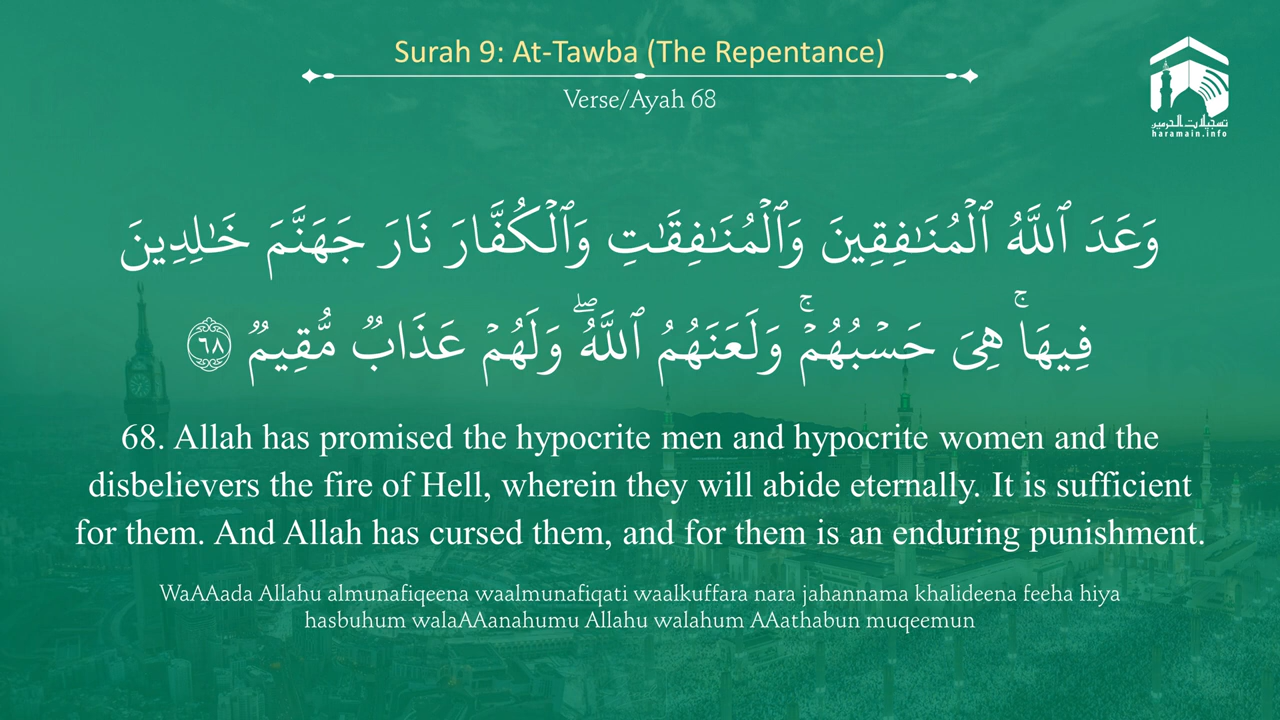 Surah 9: At-Tawba (The Repentance)
Verse/Ayah 68
تسجيلات الحرمين
haramain.info
وَعَدَ ٱللَّهُ ٱلْمُنَـٰفِقِينَ وَٱلْمُنَـٰفِقَـٰتِ وَٱلْكُفَّارَ نَارَ جَهَنَّمَ خَـٰلِدِينَ
فِيهَا ۚ هِىَ حَسْبُهُمْ ۚ وَلَعَنَهُمُ ٱللَّهُ ۖ وَلَهُمْ عَذَابٌ مُّقِيمٌ ٦٨
68. Allah has promised the hypocrite men and hypocrite women and the
disbelievers the fire of Hell, wherein they will abide eternally. It is sufficient
for them. And Allah has cursed them, and for them is an enduring punishment.
WaAAada Allahu almunafiqeena waalmunafiqati waalkuffara nara jahannama khalideena feeha hiya
hasbuhum walaAAanahumu Allahu walahum AAathabun muqeemun